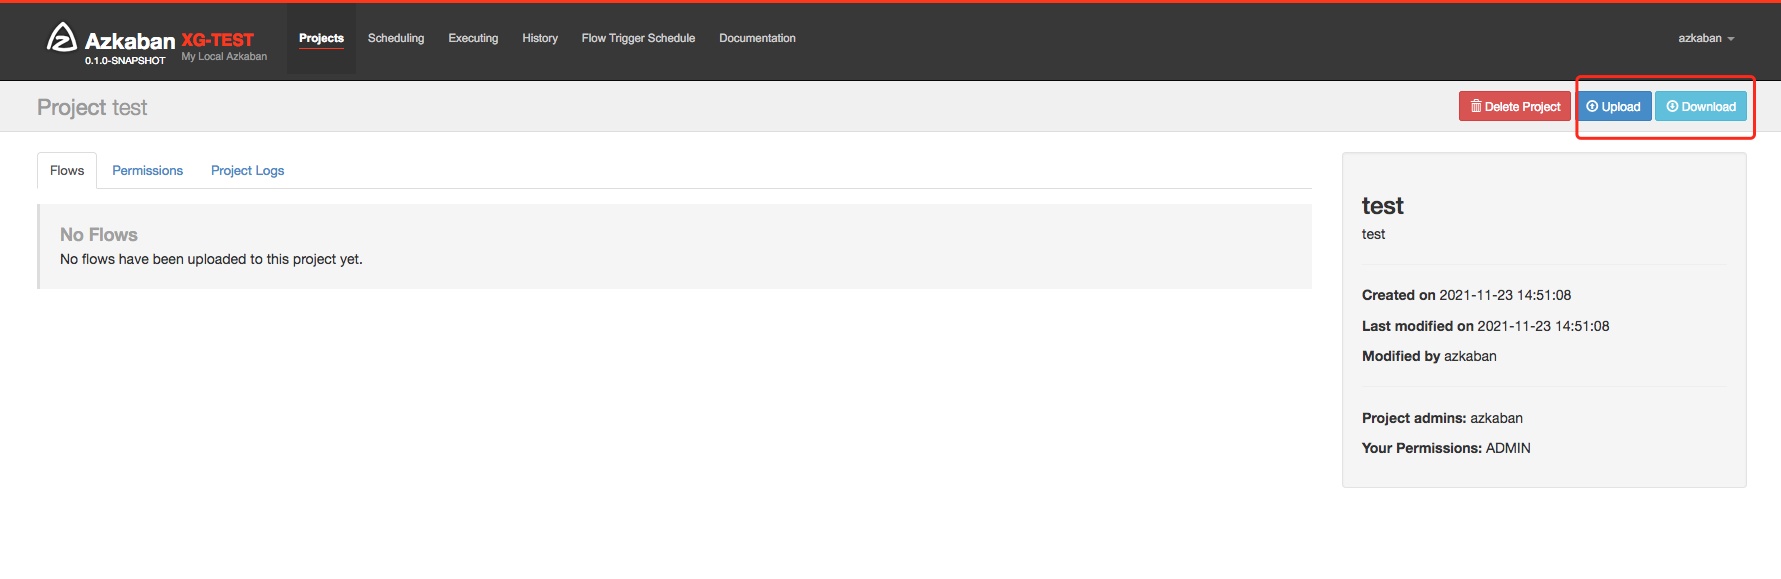 Azkaban XG-TEST
0.1.0-SNAPSHOT My Local Azkaban
Projects Scheduling Executing History Flow Trigger Schedule Documentation
azkaban
Project test
Delete Project Upload Download
Flows Permissions Project Logs
No Flows
No flows have been uploaded to this project yet.
test
test
Created on 2021-11-23 14:51:08
Last modified on 2021-11-23 14:51:08
Modified by azkaban
Project admins: azkaban
Your Permissions: ADMIN